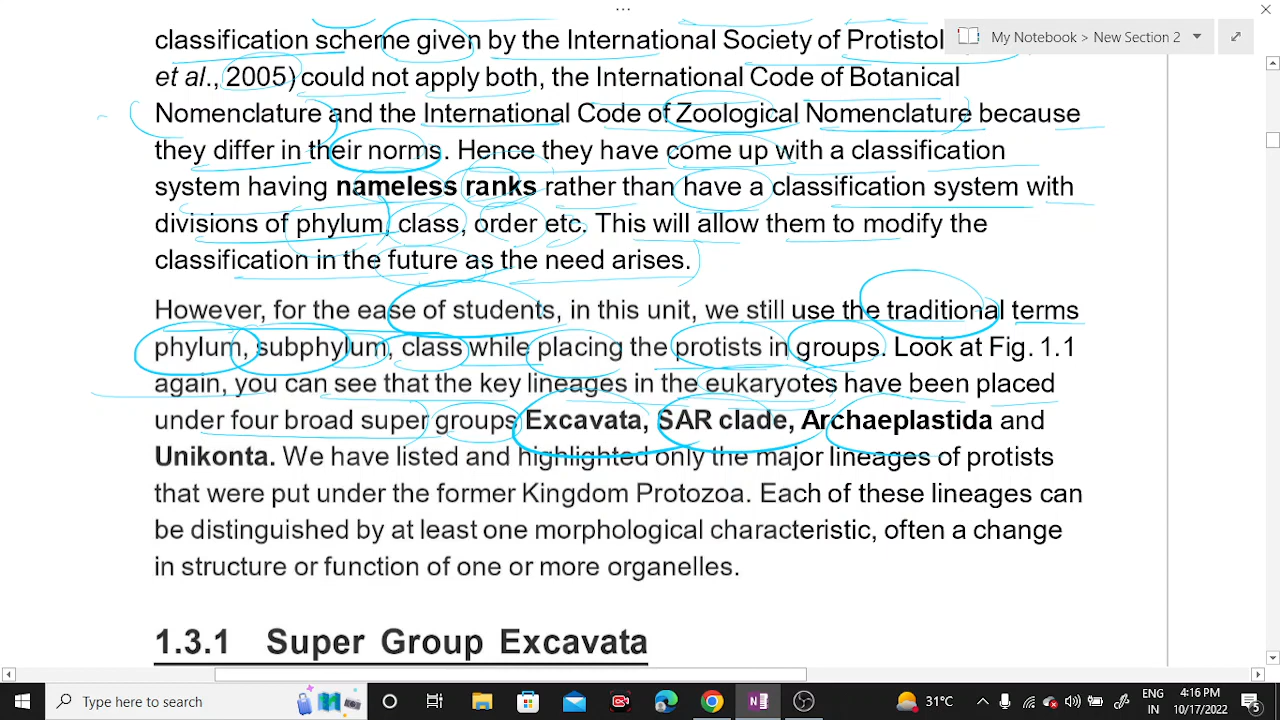 ...
My Notebook > New Section 2
classification scheme given by the International Society of Protistol
et al., 2005) could not apply both, the International Code of Botanical
Nomenclature and the International Code of Zoological Nomenclature because
they differ in their norms. Hence they have come up with a classification
system having nameless ranks rather than have a classification system with
divisions of phylum, class, order etc. This will allow them to modify the
classification in the future as the need arises.
However, for the ease of students, in this unit, we still use the traditional terms
phylum, subphylum, class while placing the protists in groups. Look at Fig. 1.1
again, you can see that the key lineages in the eukaryotes have been placed
under four broad super groups Excavata, SAR clade, Archaeplastida and
Unikonta. We have listed and highlighted only the major lineages of protists
that were put under the former Kingdom Protozoa. Each of these lineages can
be distinguished by at least one morphological characteristic, often a change
in structure or function of one or more organelles.
1.3.1 Super Group Excavata
Type here to search
31°C
ENG
IN
4:16 PM
10/17/2022
5